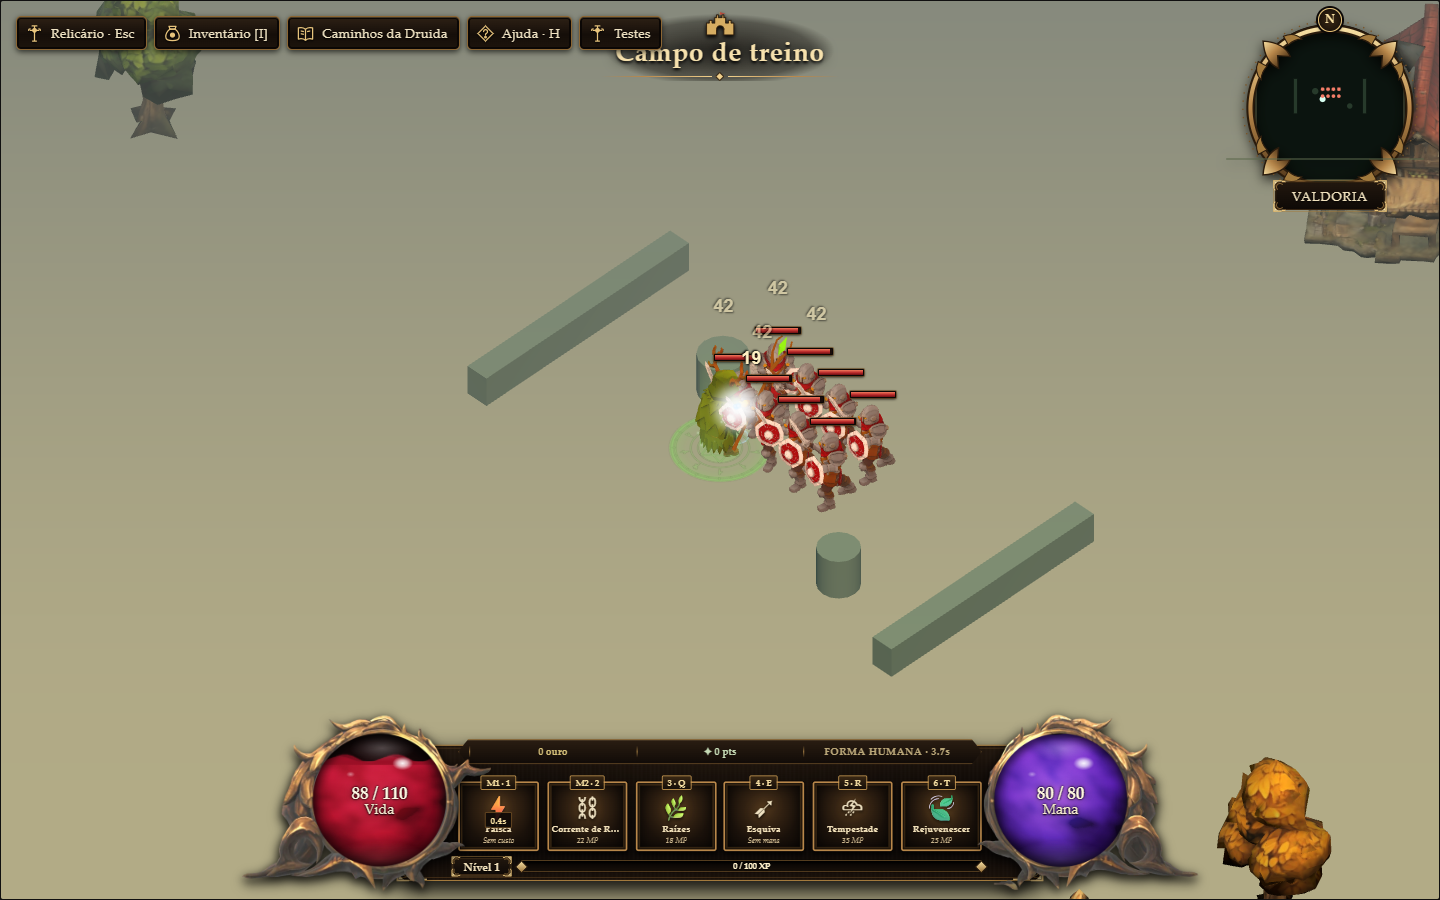 Relicário · Esc
Inventário [I]
Caminhos da Druida
Ajuda · H
Testes
Campo de treino
N
VALDORIA
42
42
42
42
19
0 ouro
✦ 0 pts
FORMA HUMANA · 3.7s
88 / 110
Vida
80 / 80
Mana
M1 · 1
0.4s
Faísca
Sem custo
M2 · 2
Corrente de R...
22 MP
3 · Q
Raízes
18 MP
4 · E
Esquiva
Sem mana
5 · R
Tempestade
35 MP
6 · T
Rejuvenescer
25 MP
Nível 1
0 / 100 XP